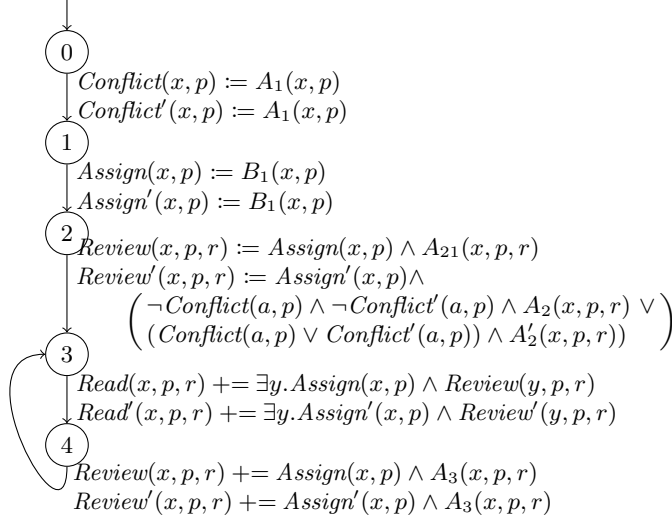 0
Conflict(x, p) := A₁(x, p)
Conflict′(x, p) := A₁(x, p)
1
Assign(x, p) := B₁(x, p)
Assign′(x, p) := B₁(x, p)
2
Review(x, p, r) := Assign(x, p) ∧ A₂₁(x, p, r)
Review′(x, p, r) := Assign′(x, p)∧
(¬Conflict(a, p) ∧ ¬Conflict′(a, p) ∧ A₂(x, p, r) ∨
(Conflict(a, p) ∨ Conflict′(a, p)) ∧ A′₂(x, p, r)))
3
Read(x, p, r) += ∃y.Assign(x, p) ∧ Review(y, p, r)
Read′(x, p, r) += ∃y.Assign′(x, p) ∧ Review′(y, p, r)
4
Review(x, p, r) += Assign(x, p) ∧ A₃(x, p, r)
Review′(x, p, r) += Assign′(x, p) ∧ A₃(x, p, r)